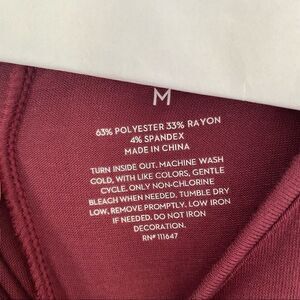 M
63% POLYESTER 33% RAYON
4% SPANDEX
MADE IN CHINA
TURN INSIDE OUT. MACHINE WASH
COLD, WITH LIKE COLORS, GENTLE
CYCLE. ONLY NON-CHLORINE
BLEACH WHEN NEEDED. TUMBLE DRY
LOW. REMOVE PROMPTLY. LOW IRON
IF NEEDED. DO NOT IRON
DECORATION.
RN# 111647